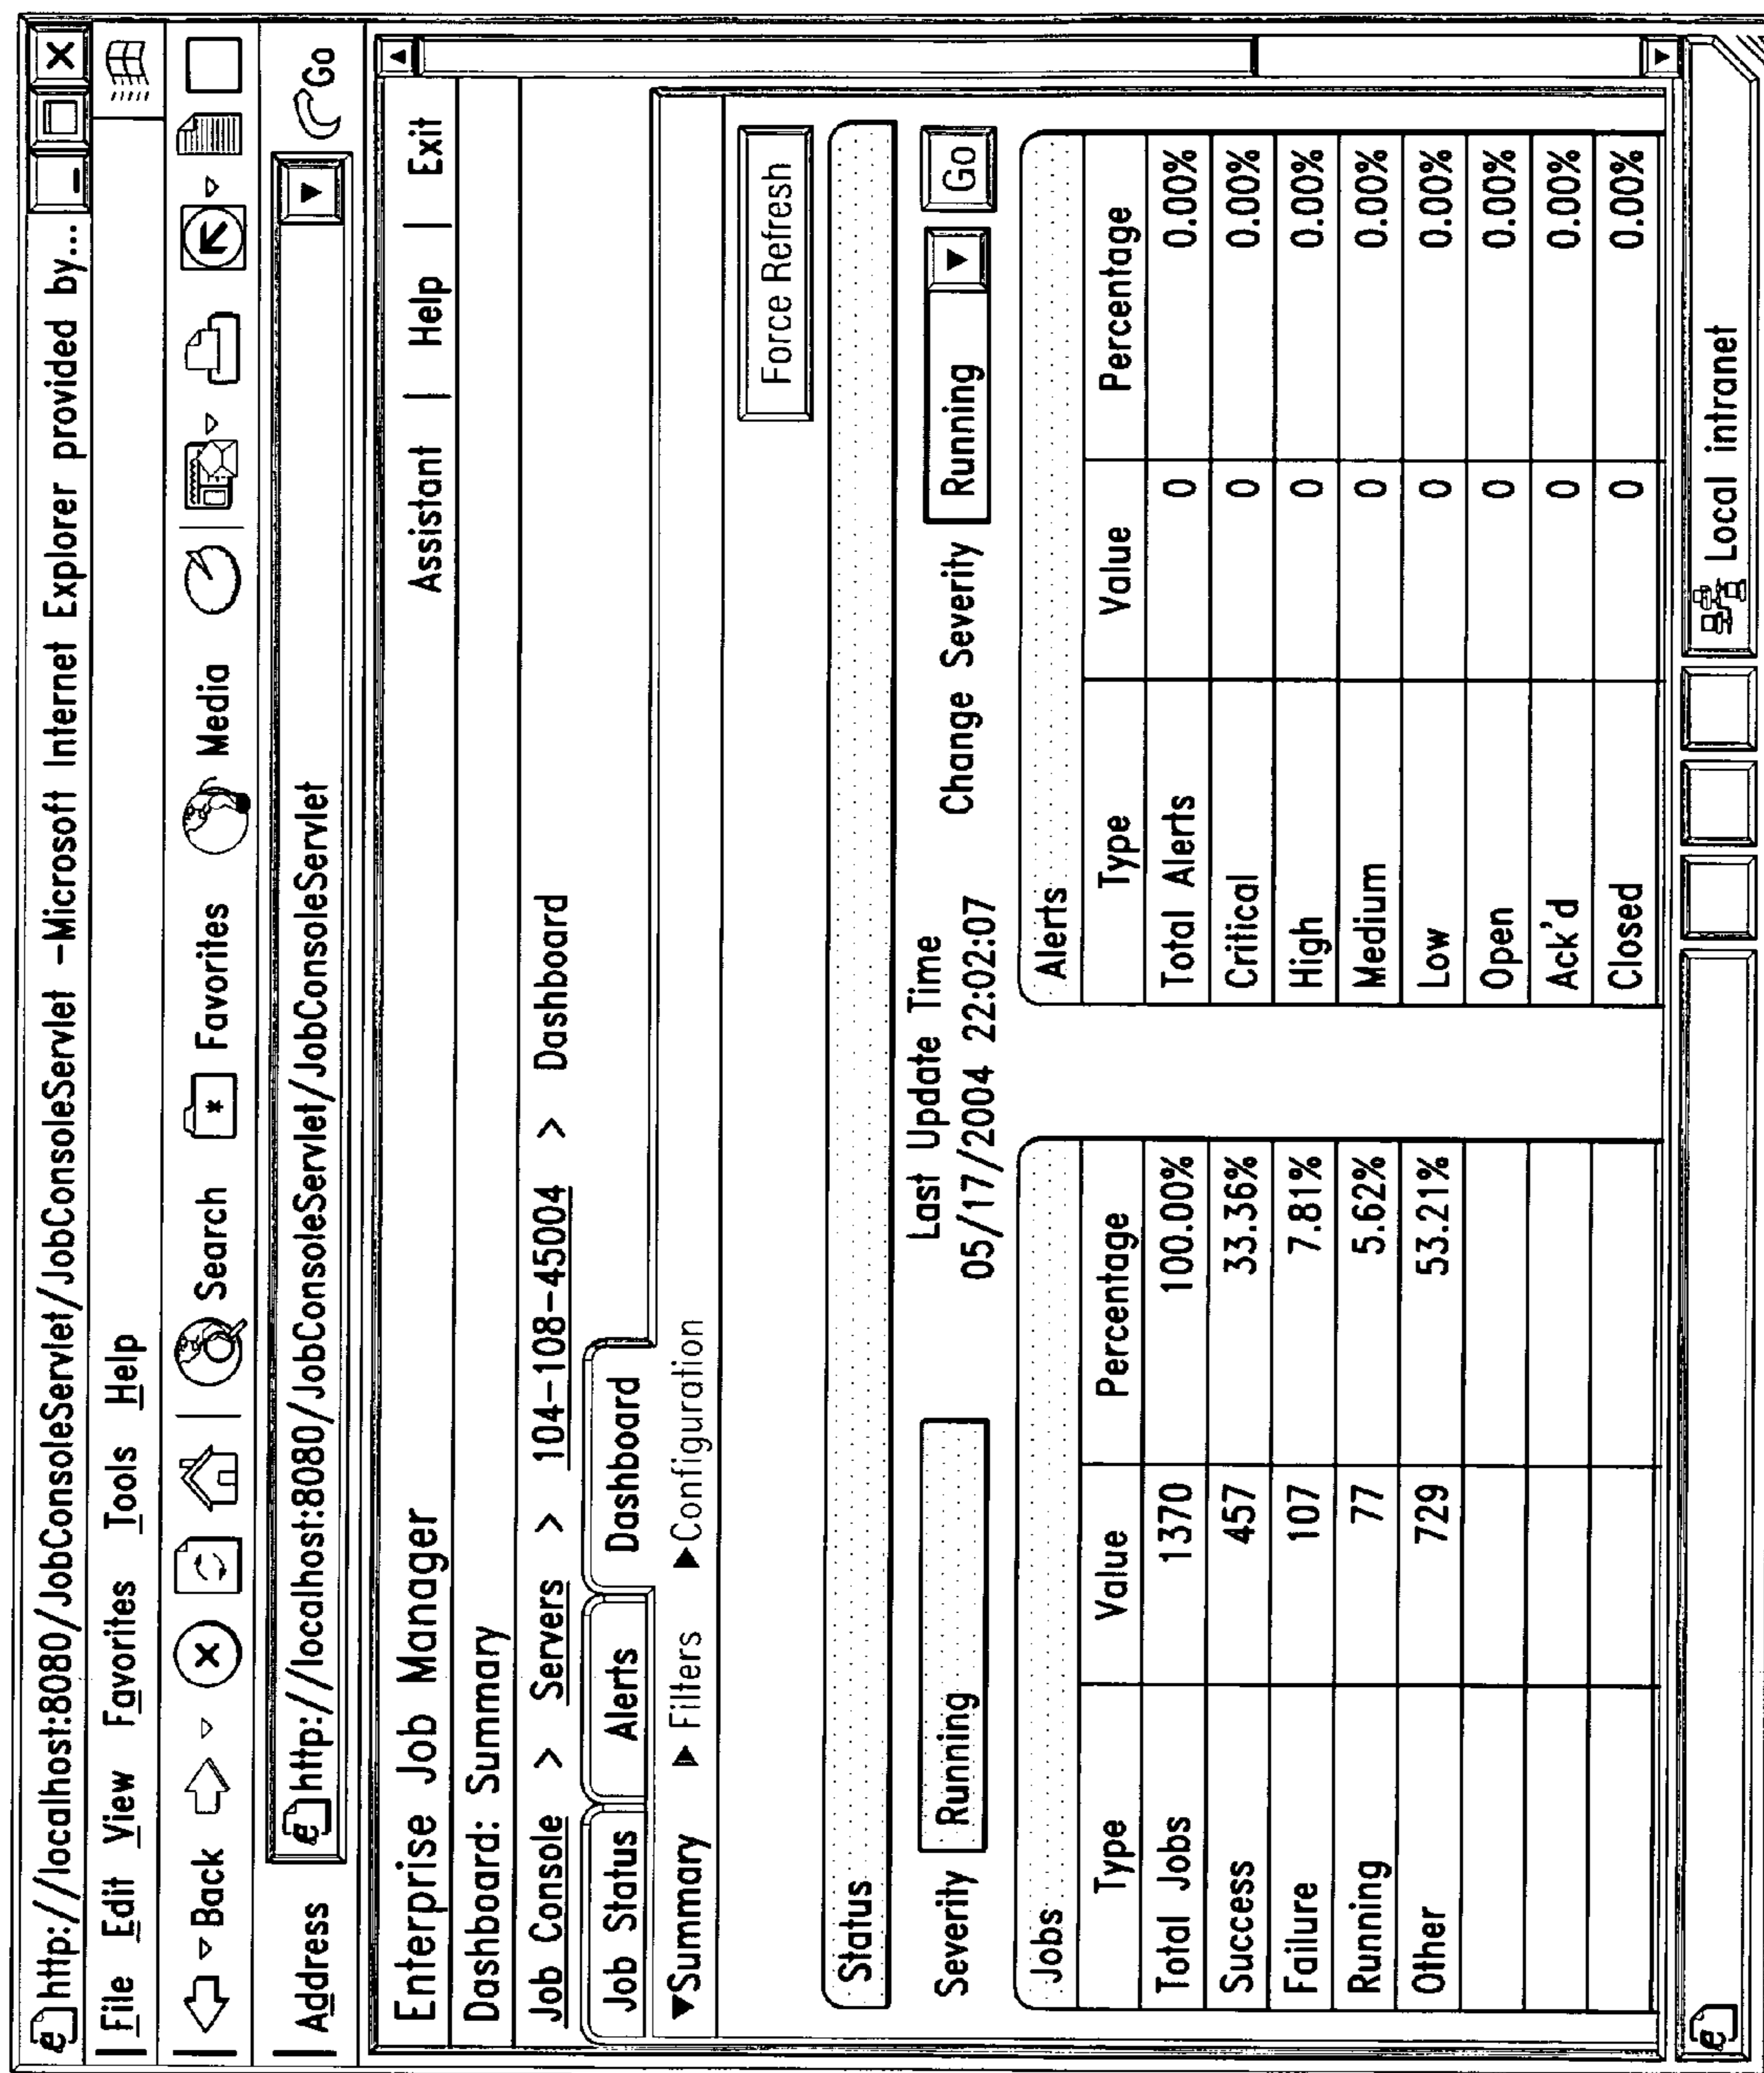 http://localhost:8080/JobConsoleServlet/JobConsoleServlet –Microsoft Internet Explorer provided by...
File Edit View Favorites Tools Help
Back Search Favorites Media
Address http://localhost:8080/JobConsoleServlet/JobConsoleServlet Go
Enterprise Job Manager Assistant | Help | Exit
Dashboard: Summary
Job Console > Servers > 104–108–45004 > Dashboard
Job Status Alerts Dashboard
▼Summary ▶ Filters ▶Configuration
Force Refresh
Status
Last Update Time
Severity Running 05/17/2004 22:02:07 Change Severity Running Go
Jobs Alerts
Type Value Percentage Type Value Percentage
Total Jobs 1370 100.00% Total Alerts 0 0.00%
Success 457 33.36% Critical 0 0.00%
Failure 107 7.81% High 0 0.00%
Running 77 5.62% Medium 0 0.00%
Other 729 53.21% Low 0 0.00%
Open 0 0.00%
Ack'd 0 0.00%
Closed 0 0.00%
Local intranet